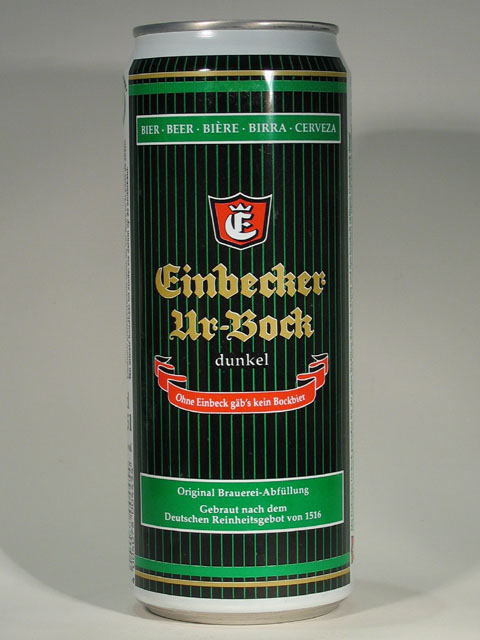 BIER · BEER · BIÈRE · BIRRA · CERVEZA
E
Einbecker
Ur-Bock
dunkel
Ohne Einbeck gäb's kein Bockbier
Original Brauerei-Abfüllung
Gebraut nach dem
Deutschen Reinheitsgebot von 1516